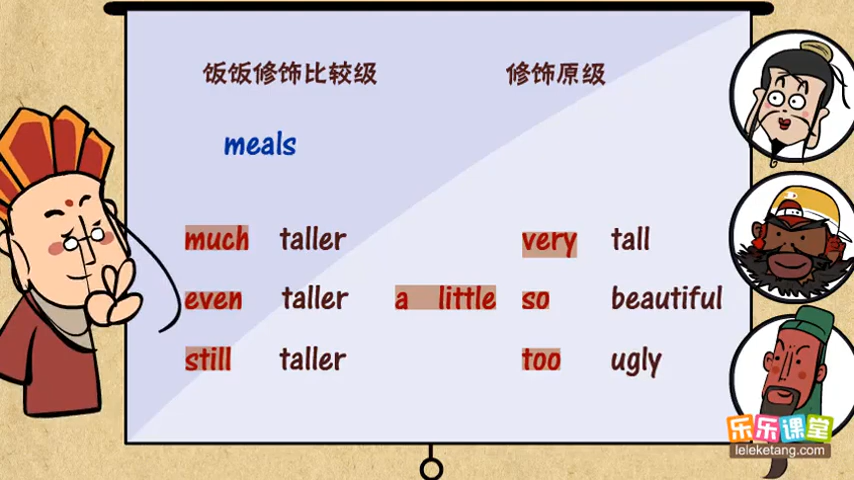 饭饭修饰比较级 修饰原级
meals
much taller very tall
even taller a little so beautiful
still taller too ugly
乐乐课堂
leleketang.com